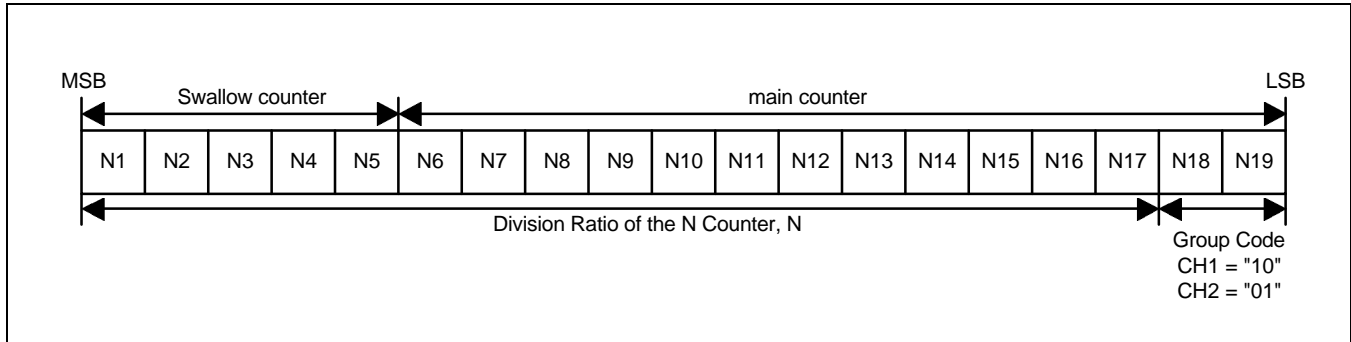 MSB
LSB
Swallow counter
main counter
N1 N2 N3 N4 N5 N6 N7 N8 N9 N10 N11 N12 N13 N14 N15 N16 N17 N18 N19
Division Ratio of the N Counter, N
Group Code
CH1 = "10"
CH2 = "01"